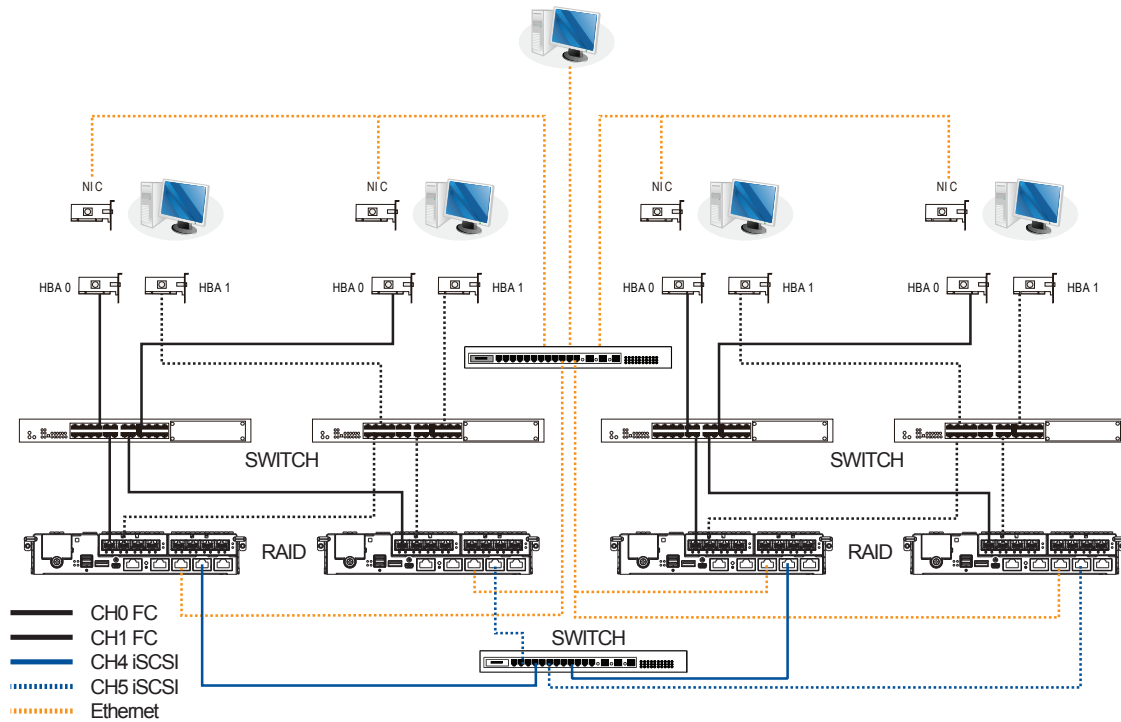 NIC
NIC
NIC
NIC
HBA 0
HBA 1
HBA 0
HBA 1
HBA 0
HBA 1
HBA 0
HBA 1
SWITCH
SWITCH
RAID
RAID
CH0 FC
CH1 FC
CH4 iSCSI
CH5 iSCSI
Ethernet
SWITCH